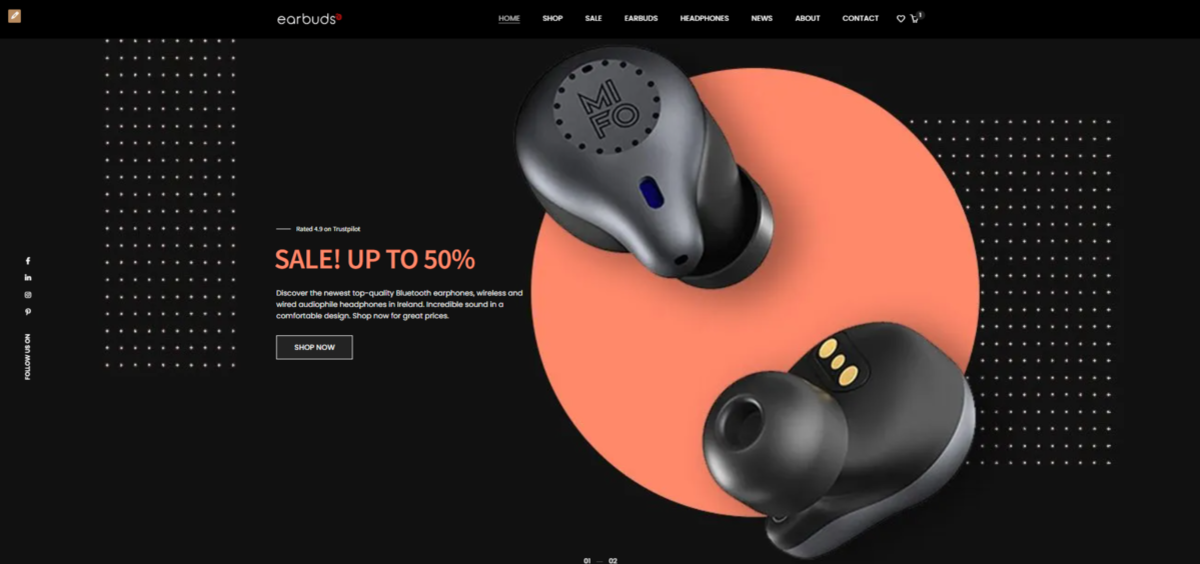 earbuds
HOME SHOP SALE EARBUDS HEADPHONES NEWS ABOUT CONTACT 1
MI
FO
Rated 4.9 on Trustpilot
SALE! UP TO 50%
Discover the newest top-quality Bluetooth earphones, wireless and
wired audiophile headphones in Ireland. Incredible sound in a
comfortable design. Shop now for great prices.
SHOP NOW
FOLLOW US ON
01 — 02